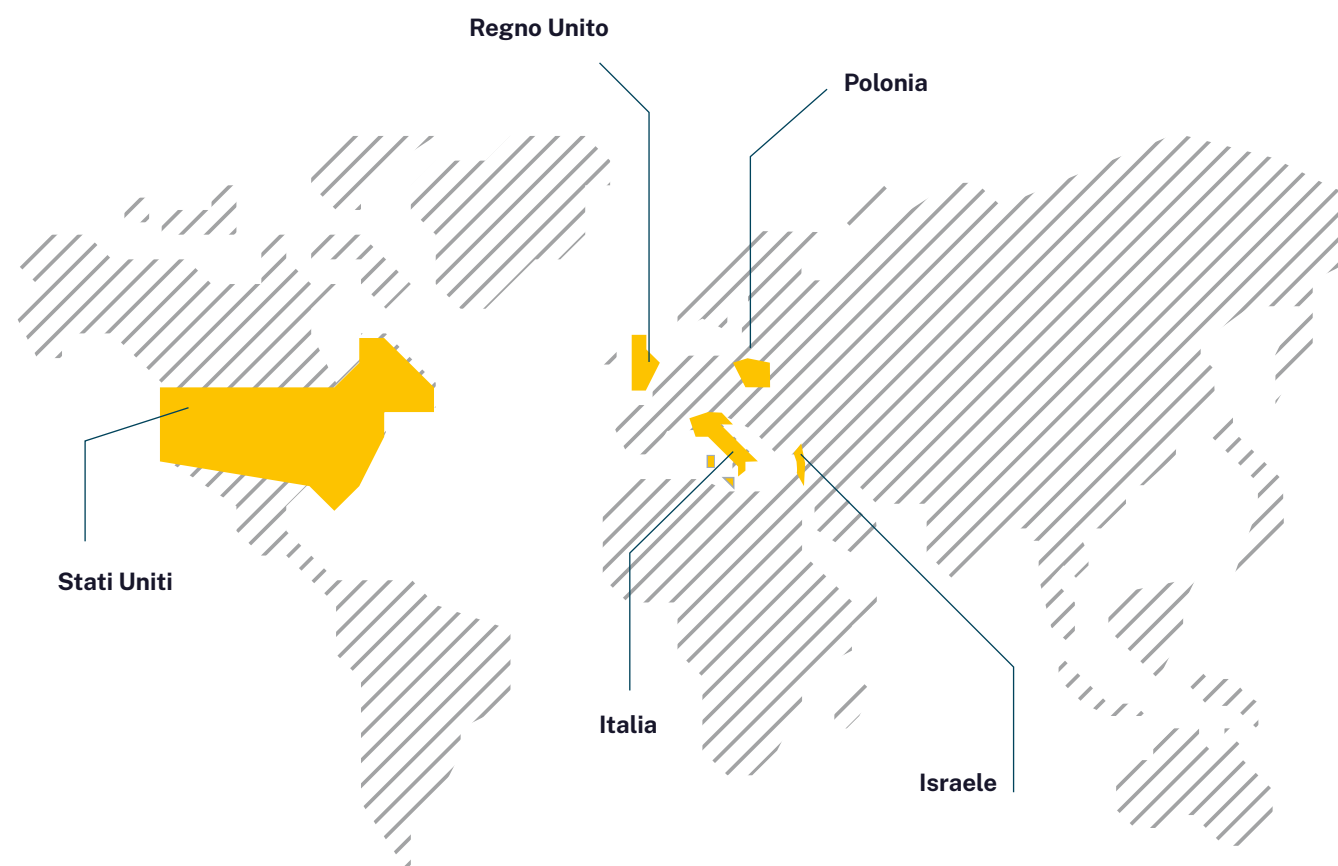 Regno Unito
Polonia
Stati Uniti
Italia
Israele